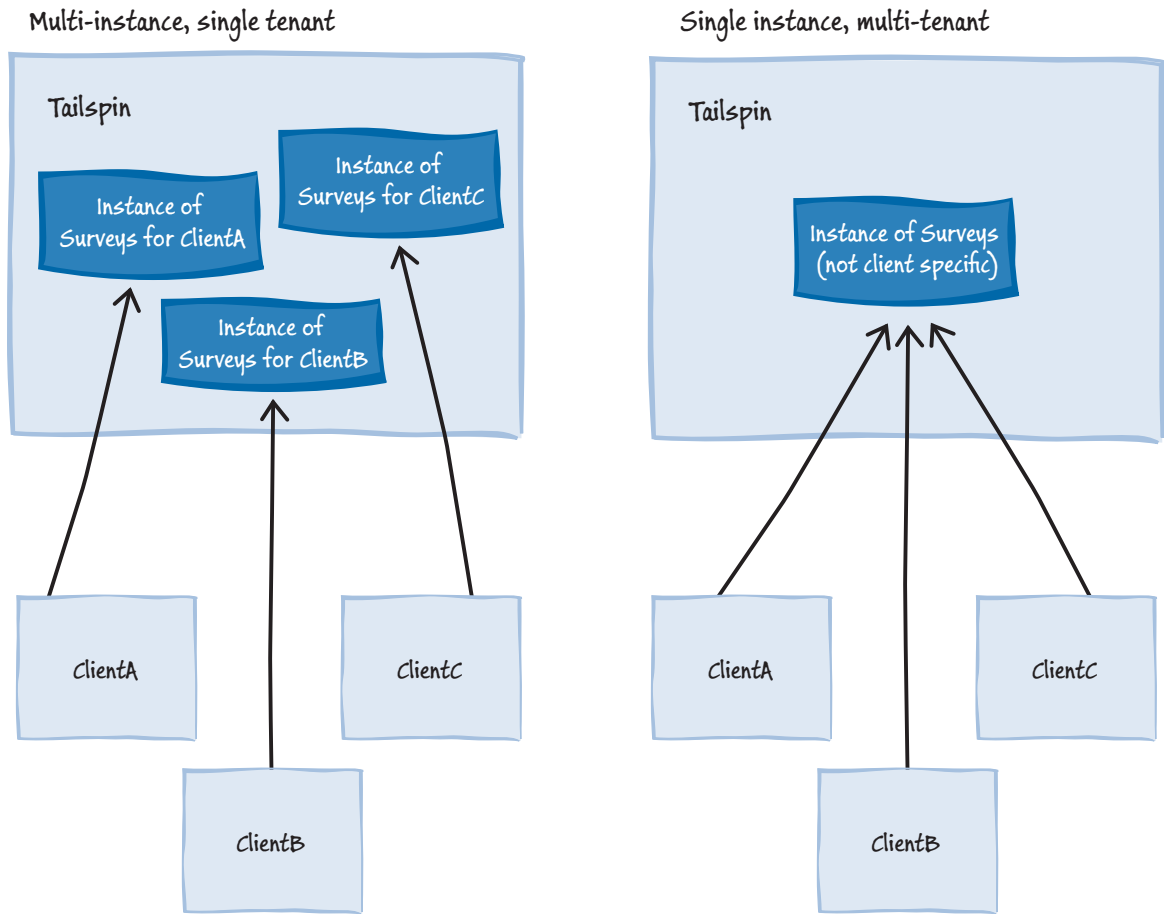 Multi-instance, single tenant
Tailspin
Instance of
Surveys for ClientA
Instance of
Surveys for ClientC
Instance of
Surveys for ClientB
ClientA
ClientC
ClientB
Single instance, multi-tenant
Tailspin
Instance of Surveys
(not client specific)
ClientA
ClientC
ClientB